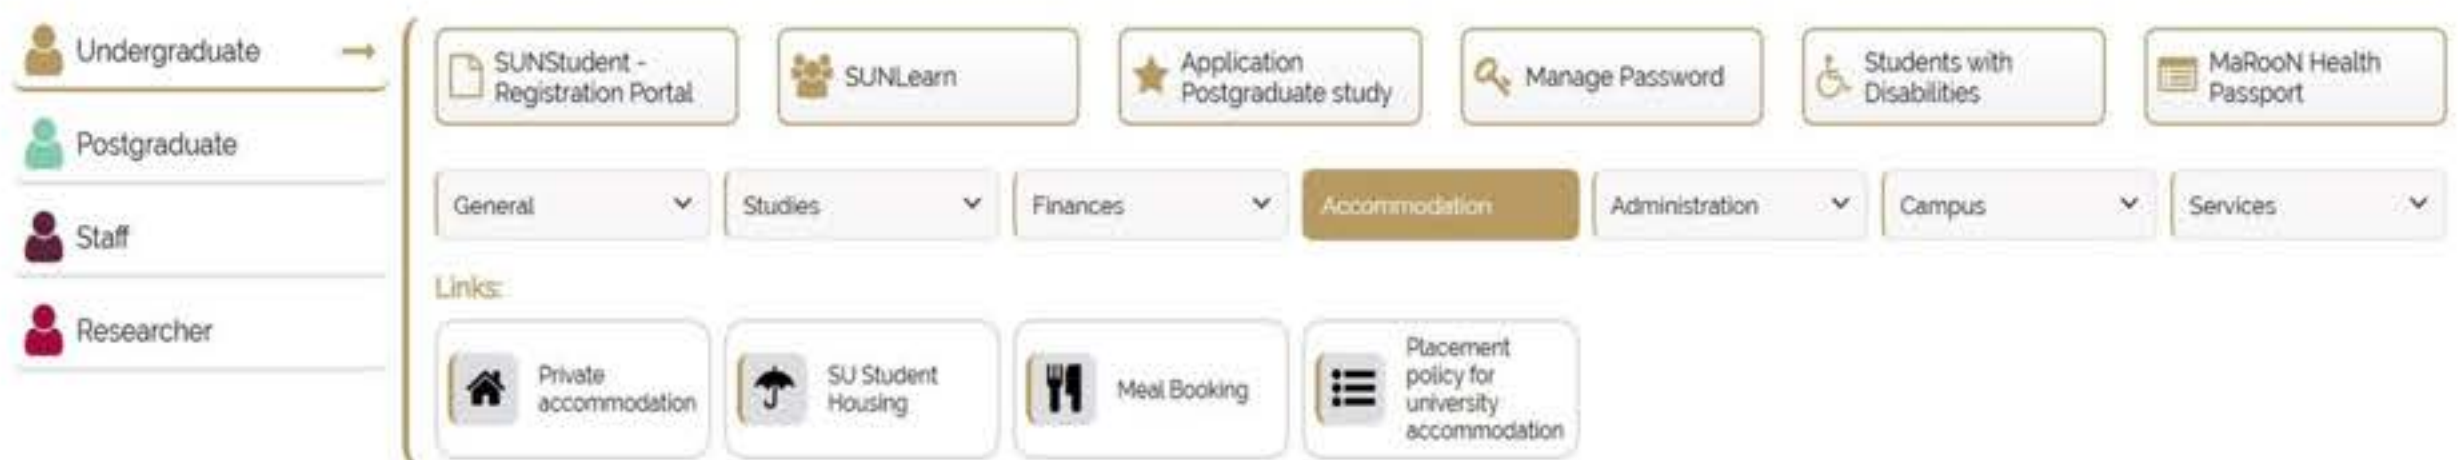 Undergraduate
Postgraduate
Staff
Researcher
SUNStudent -
Registration Portal
SUNLearn
Application
Postgraduate study
Manage Password
Students with
Disabilities
MaRooN Health
Passport
General
Studies
Finances
Accommodation
Administration
Campus
Services
Links:
Private
accommodation
SU Student
Housing
Meal Booking
Placement
policy for
university
accommodation